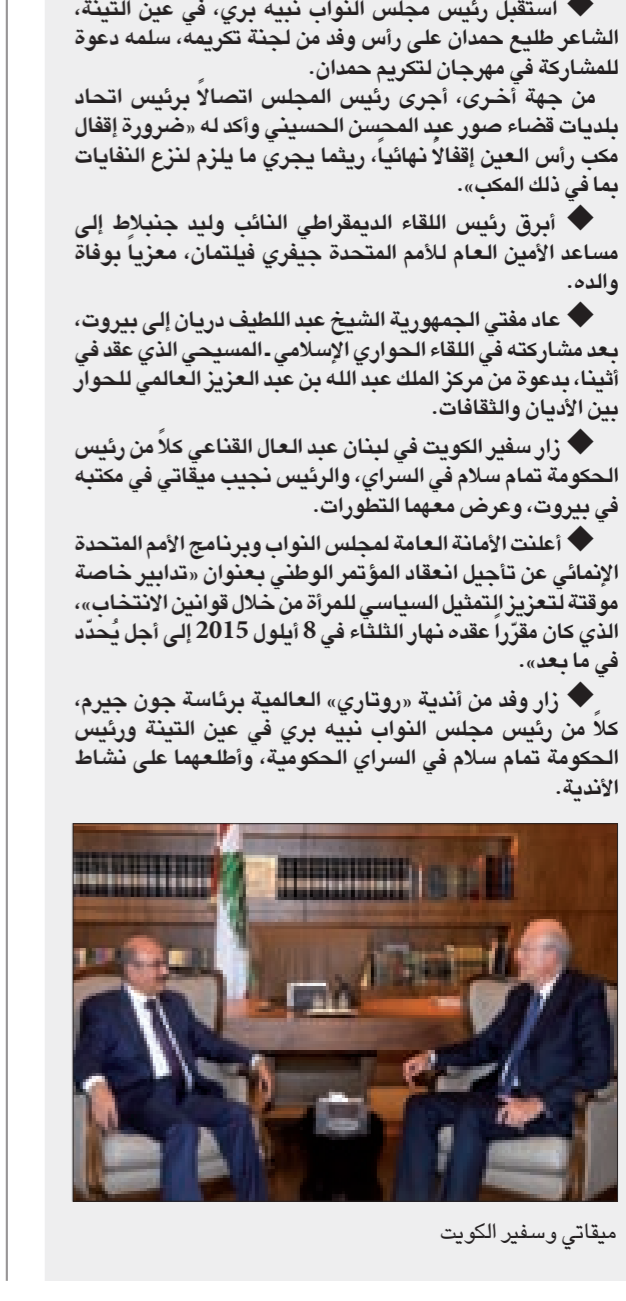 ◆ استقبل رئيس مجلس النواب نبيه بري، في عين التينة،
الشاعر طليع حمدان على رأس وفد من لجنة تكريمه، سلمه دعوة
للمشاركة في مهرجان لتكريم حمدان.
من جهة أخرى، أجرى رئيس المجلس اتصالاً برئيس اتحاد
بلديات قضاء صور عبد المحسن الحسيني وأكد له «ضرورة إقفال
مكب رأس العين إقفالاً نهائياً، ريثما يجري ما يلزم لنزع النفايات
بما في ذلك المكب».
◆ أبرق رئيس اللقاء الديمقراطي النائب وليد جنبلاط إلى
مساعد الأمين العام للأمم المتحدة جيفري فيلتمان، معزياً بوفاة
والده.
◆ عاد مفتي الجمهورية الشيخ عبد اللطيف دريان إلى بيروت،
بعد مشاركته في اللقاء الحواري الإسلامي ـ المسيحي الذي عقد في
أثينا، بدعوة من مركز الملك عبد الله بن عبد العزيز العالمي للحوار
بين الأديان والثقافات.
◆ زار سفير الكويت في لبنان عبد العال القناعي كلاً من رئيس
الحكومة تمام سلام في السراي، والرئيس نجيب ميقاتي في مكتبه
في بيروت، وعرض معهما التطورات.
◆ أعلنت الأمانة العامة لمجلس النواب وبرنامج الأمم المتحدة
الإنمائي عن تأجيل انعقاد المؤتمر الوطني بعنوان «تدابير خاصة
موقتة لتعزيز التمثيل السياسي للمرأة من خلال قوانين الانتخاب»،
الذي كان مقرّراً عقده نهار الثلثاء في 8 أيلول 2015 إلى أجل يُحدّد
في ما بعد».
◆ زار وفد من أندية «روتاري» العالمية برئاسة جون جيرم،
كلاً من رئيس مجلس النواب نبيه بري في عين التينة ورئيس
الحكومة تمام سلام في السراي الحكومية، وأطلعهما على نشاط
الأندية.
ميقاتي وسفير الكويت